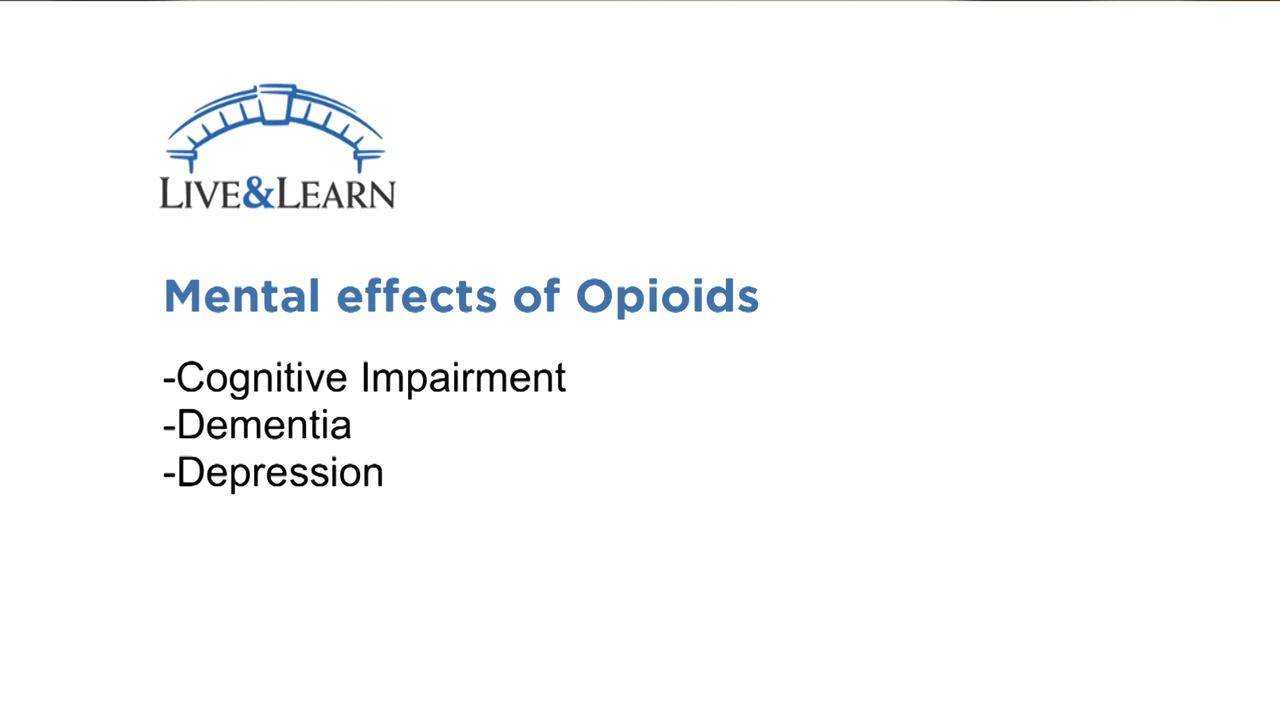 LIVE&LEARN
Mental effects of Opioids
-Cognitive Impairment
-Dementia
-Depression